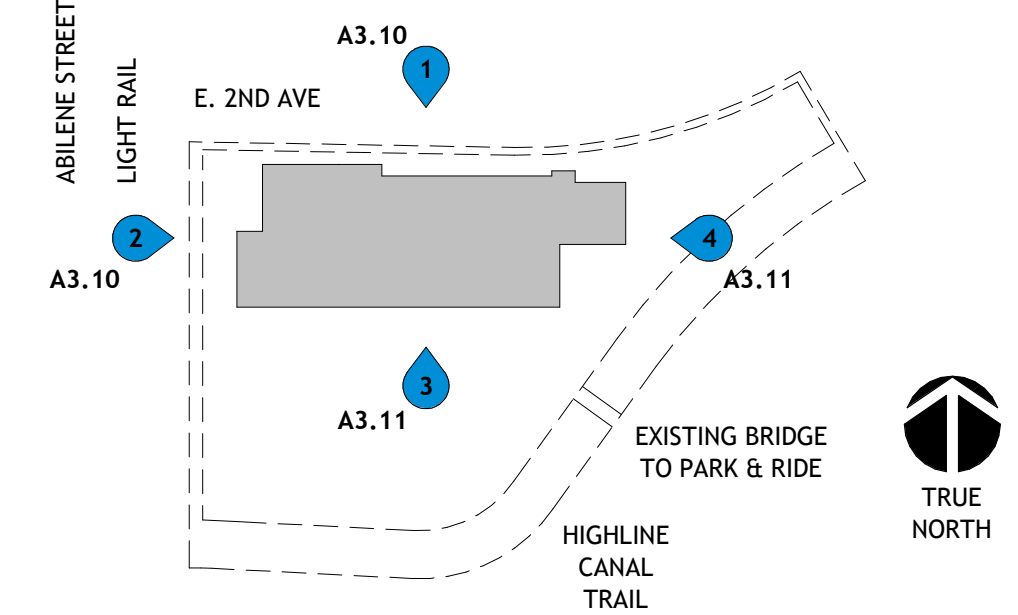 ABILENE STREET
LIGHT RAIL
E. 2ND AVE
A3.10
1
2
A3.10
4
A3.11
3
A3.11
EXISTING BRIDGE
TO PARK & RIDE
HIGHLINE
CANAL
TRAIL
TRUE
NORTH